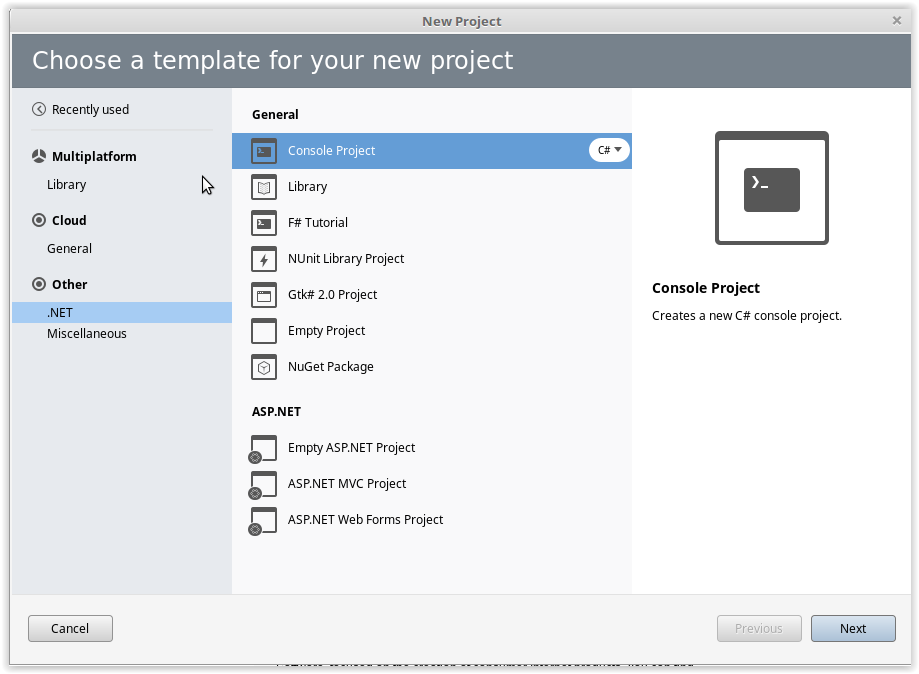 New Project
Choose a template for your new project
Recently used
Multiplatform
Library
Cloud
General
Other
.NET
Miscellaneous
General
Console Project
C#
Library
F# Tutorial
NUnit Library Project
Gtk# 2.0 Project
Empty Project
NuGet Package
ASP.NET
Empty ASP.NET Project
ASP.NET MVC Project
ASP.NET Web Forms Project
Console Project
Creates a new C# console project.
Cancel
Previous
Next